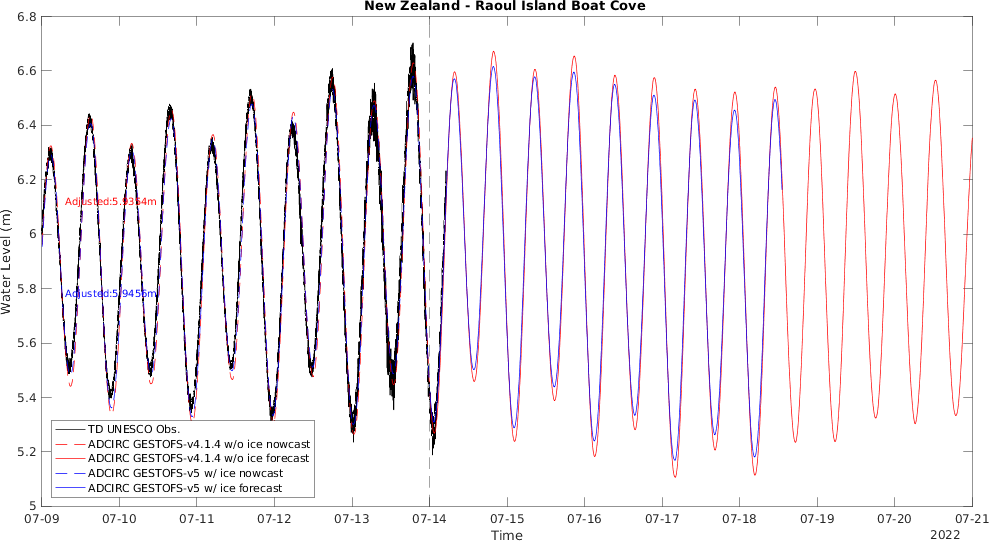 New Zealand - Raoul Island Boat Cove
6.8
6.6
6.4
6.2
6
5.8
5.6
5.4
5.2
5
Water Level (m)
Adjusted:5.9354m
Adjusted:5.9456m
TD UNESCO Obs.
ADCIRC GESTOFS-v4.1.4 w/o ice nowcast
ADCIRC GESTOFS-v4.1.4 w/o ice forecast
ADCIRC GESTOFS-v5 w/ ice nowcast
ADCIRC GESTOFS-v5 w/ ice forecast
07-09 07-10 07-11 07-12 07-13 07-14 07-15 07-16 07-17 07-18 07-19 07-20 07-21
Time
2022